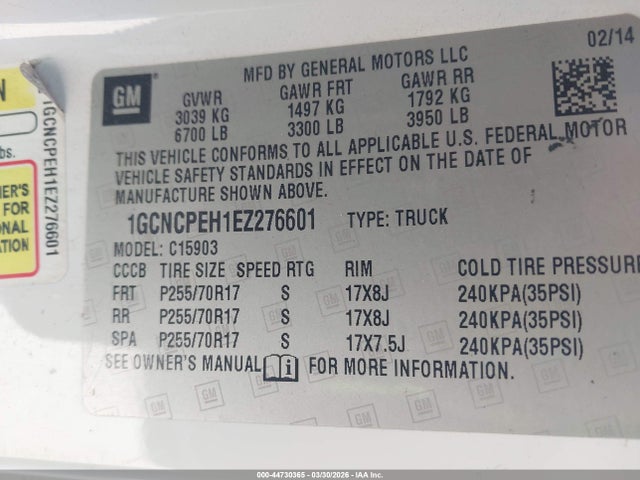 02/14
MFD BY GENERAL MOTORS LLC
GM
GVWR GAWR FRT GAWR RR
3039 KG 1497 KG 1792 KG
6700 LB 3300 LB 3950 LB
THIS VEHICLE CONFORMS TO ALL APPLICABLE U.S. FEDERAL MOTOR
VEHICLE SAFETY STANDARDS IN EFFECT ON THE DATE OF
MANUFACTURE SHOWN ABOVE.
1GCNCPEH1EZ276601 TYPE: TRUCK
MODEL: C15903
CCCB TIRE SIZE SPEED RTG RIM COLD TIRE PRESSURE
FRT P255/70R17 S 17X8J 240KPA(35PSI)
RR P255/70R17 S 17X8J 240KPA(35PSI)
SPA P255/70R17 S 17X7.5J 240KPA(35PSI)
SEE OWNER'S MANUAL i FOR MORE INFORMATION.
N
bs.
NER'S
FOR
ONAL
N.
1GCNCPEH1EZ276601
000-44730365 - 03/30/2026 - IAA Inc.